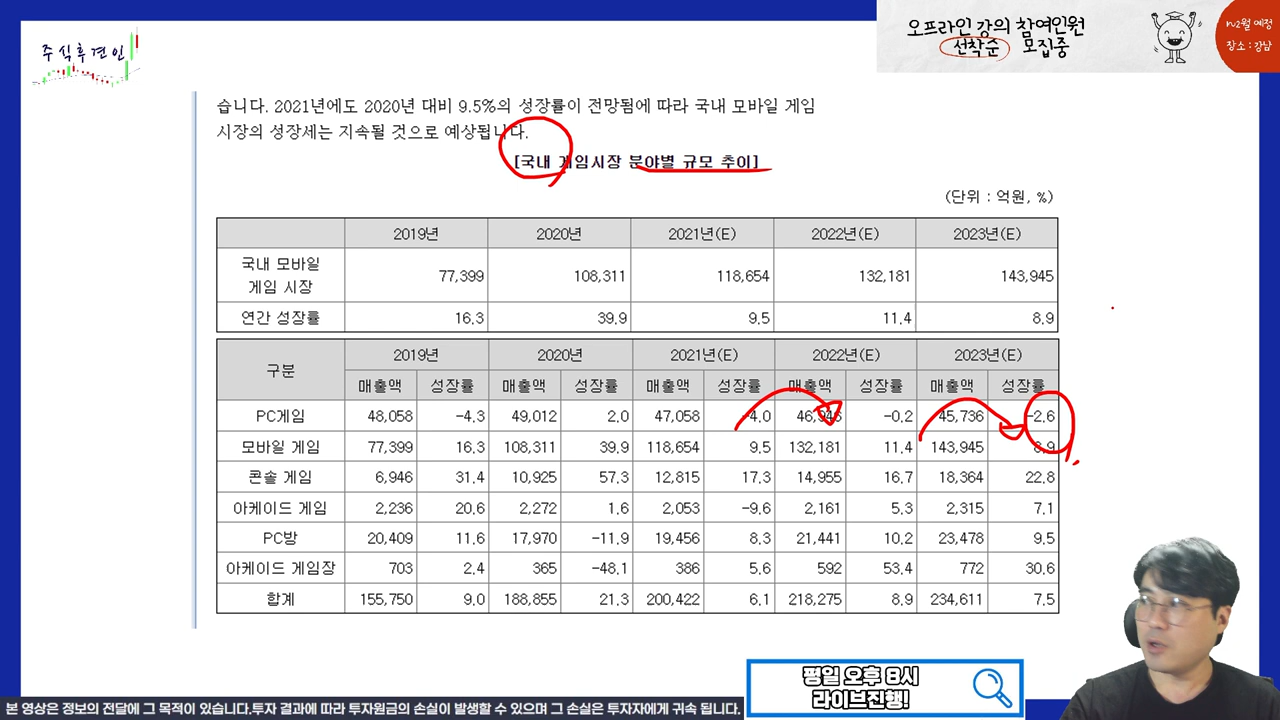 주식후견인
오프라인 강의 참여인원
선착순 모집중
n2월 예정
장소 : 강남
습니다. 2021년에도 2020년 대비 9.5%의 성장률이 전망됨에 따라 국내 모바일 게임
시장의 성장세는 지속될 것으로 예상됩니다.
[국내 게임시장 분야별 규모 추이]
(단위 : 억원, %)
2019년 2020년 2021년(E) 2022년(E) 2023년(E)
국내 모바일
게임 시장 77,399 108,311 118,654 132,181 143,945
연간 성장률 16.3 39.9 9.5 11.4 8.9
구분 2019년 2020년 2021년(E) 2022년(E) 2023년(E)
매출액 성장률 매출액 성장률 매출액 성장률 매출액 성장률 매출액 성장률
PC게임 48,058 -4.3 49,012 2.0 47,058 -4.0 46,946 -0.2 45,736 -2.6
모바일 게임 77,399 16.3 108,311 39.9 118,654 9.5 132,181 11.4 143,945 8.9
콘솔 게임 6,946 31.4 10,925 57.3 12,815 17.3 14,955 16.7 18,364 22.8
아케이드 게임 2,236 20.6 2,272 1.6 2,053 -9.6 2,161 5.3 2,315 7.1
PC방 20,409 11.6 17,970 -11.9 19,456 8.3 21,441 10.2 23,478 9.5
아케이드 게임장 703 2.4 365 -48.1 386 5.6 592 53.4 772 30.6
합계 155,750 9.0 188,855 21.3 200,422 6.1 218,275 8.9 234,611 7.5
평일 오후 8시
라이브진행!
본 영상은 정보의 전달에 그 목적이 있습니다.투자 결과에 따라 투자원금의 손실이 발생할 수 있으며 그 손실은 투자자에게 귀속 됩니다.